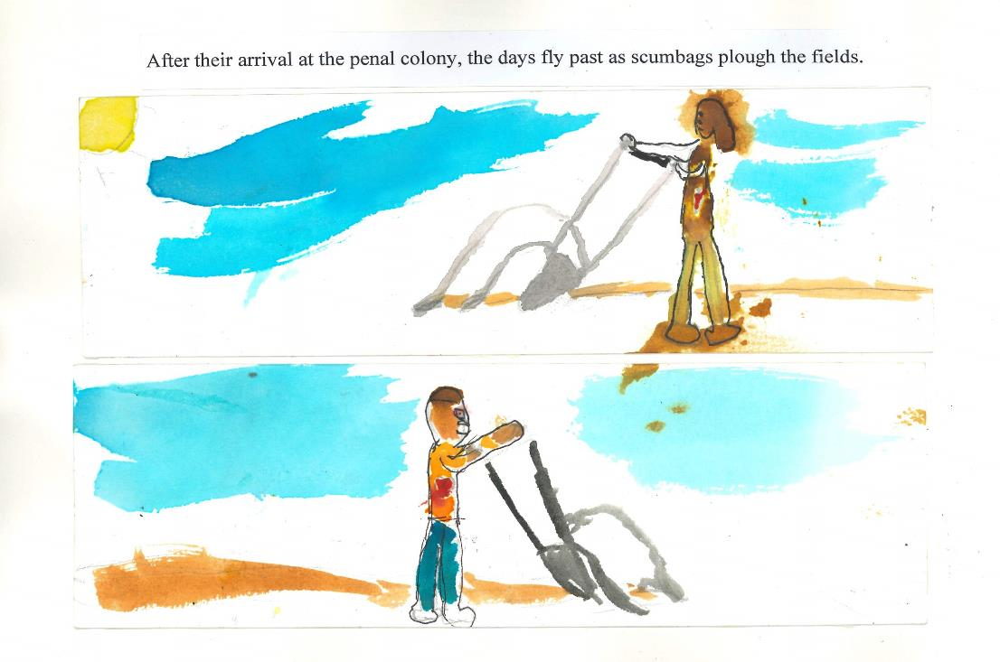 After their arrival at the penal colony, the days fly past as scumbags plough the fields.